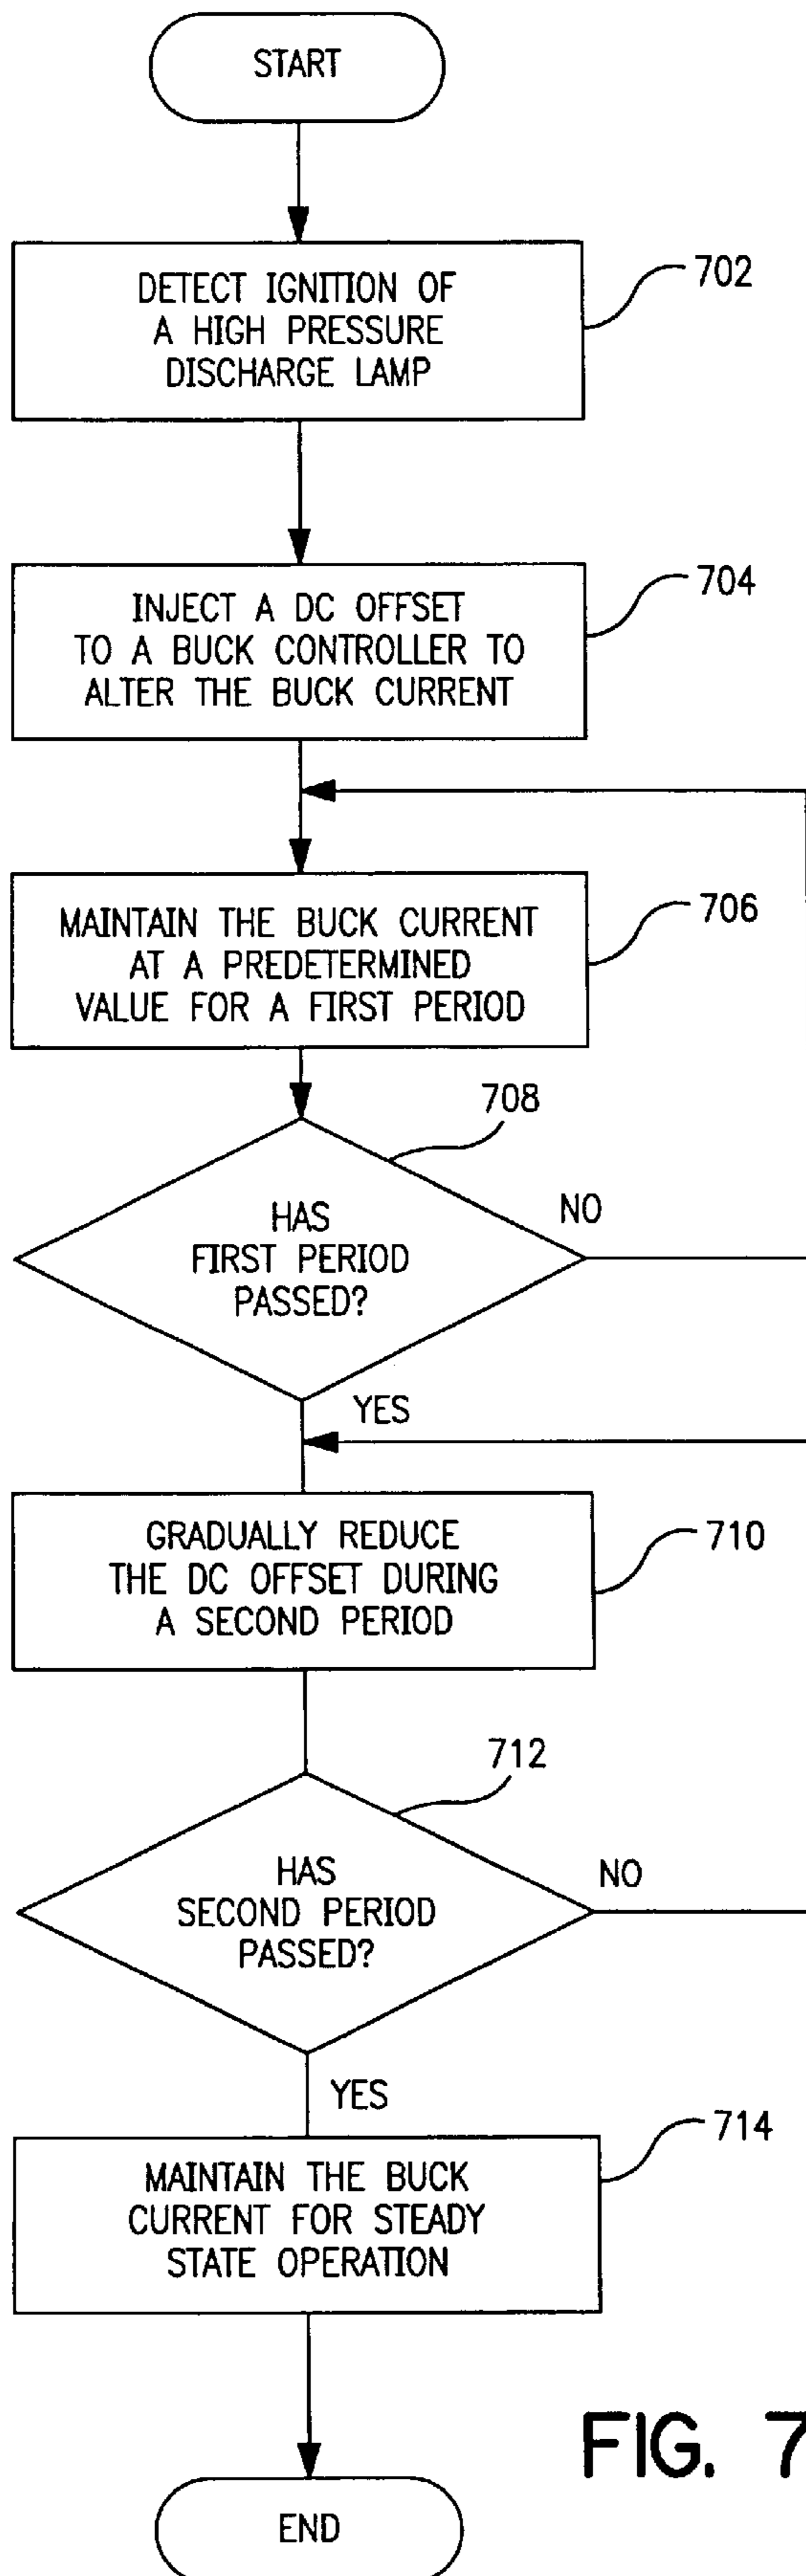 START
DETECT IGNITION OF
A HIGH PRESSURE
DISCHARGE LAMP
702
INJECT A DC OFFSET
TO A BUCK CONTROLLER TO
ALTER THE BUCK CURRENT
704
MAINTAIN THE BUCK CURRENT
AT A PREDETERMINED
VALUE FOR A FIRST PERIOD
706
708
HAS
FIRST PERIOD
PASSED?
NO
YES
GRADUALLY REDUCE
THE DC OFFSET DURING
A SECOND PERIOD
710
712
HAS
SECOND PERIOD
PASSED?
NO
YES
MAINTAIN THE BUCK
CURRENT FOR STEADY
STATE OPERATION
714
FIG. 7
END